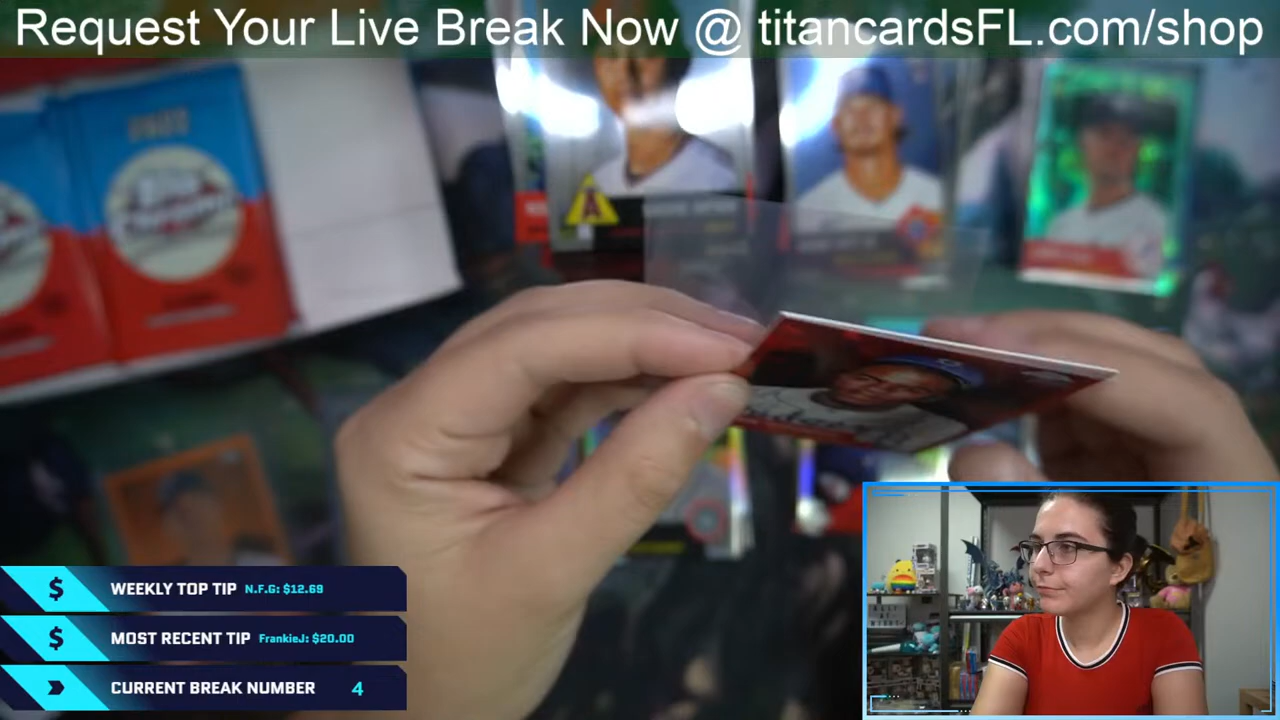 Request Your Live Break Now @ titancardsFL.com/shop
2022
A
$ WEEKLY TOP TIP N.F.G: $12.69
$ MOST RECENT TIP FrankieJ: $20.00
CURRENT BREAK NUMBER 4